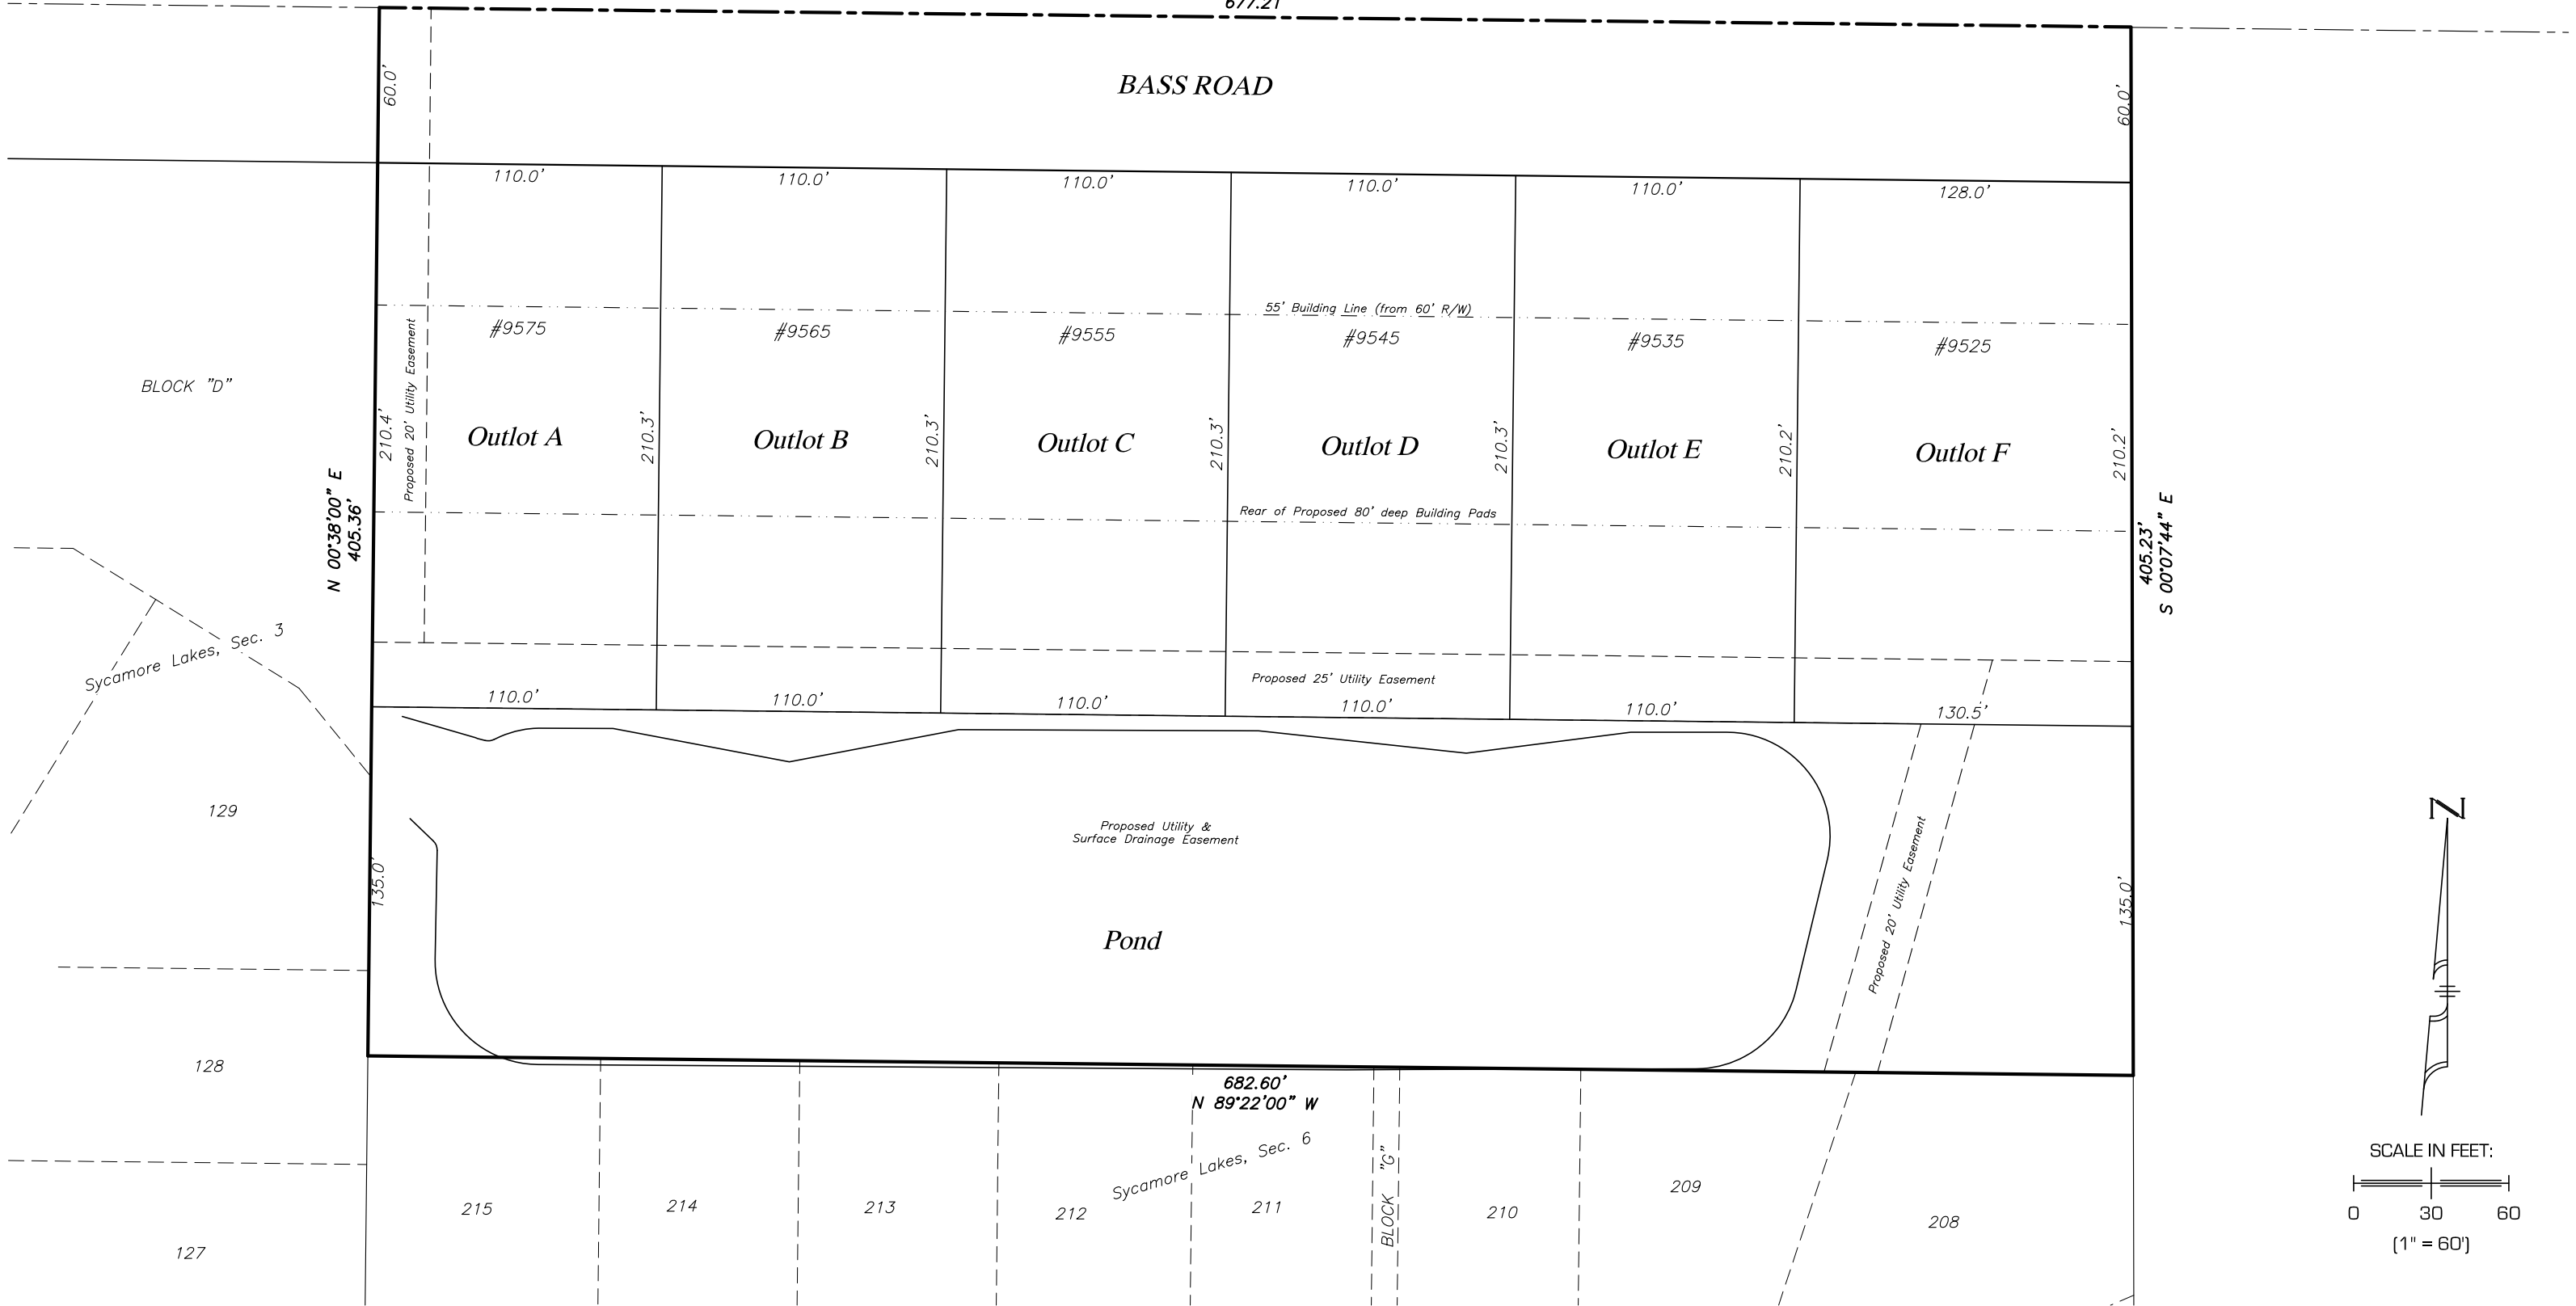 677.21'
BASS ROAD
60.0'
60.0'
110.0'
110.0'
110.0'
110.0'
110.0'
128.0'
55' Building Line (from 60' R/W)
#9575
#9565
#9555
#9545
#9535
#9525
BLOCK "D"
Proposed 20' Utility Easement
Outlot A
Outlot B
Outlot C
Outlot D
Outlot E
Outlot F
210.4'
210.3'
210.3'
210.3'
210.3'
210.2'
210.2'
N 00°38'00" E
405.36'
405.23'
S 00°07'44" E
Rear of Proposed 80' deep Building Pads
Sycamore Lakes, Sec. 3
Proposed 25' Utility Easement
110.0'
110.0'
110.0'
110.0'
110.0'
130.5'
129
135.0'
Proposed Utility &
Surface Drainage Easement
Pond
Proposed 20' Utility Easement
135.0'
128
127
682.60'
N 89°22'00" W
Sycamore Lakes, Sec. 6
215
214
213
212
211
BLOCK "G"
210
209
208
N
SCALE IN FEET:
0 30 60
(1" = 60')